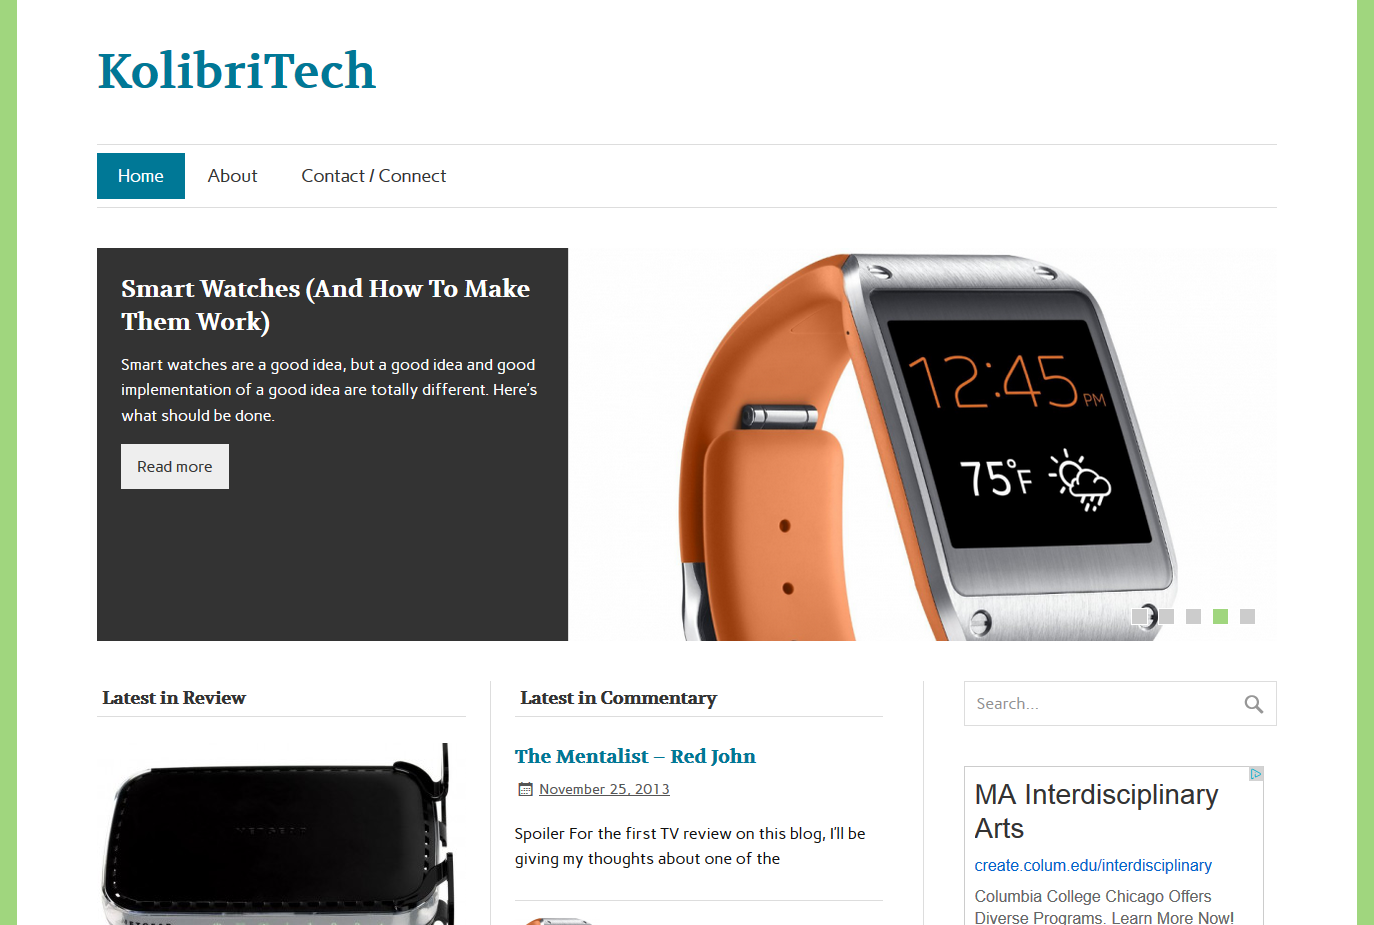 KolibriTech
Home
About
Contact / Connect
Smart Watches (And How To Make
Them Work)
Smart watches are a good idea, but a good idea and good
implementation of a good idea are totally different. Here's
what should be done.
Read more
12:45 PM
75°F
Latest in Review
NETGEAR
Latest in Commentary
The Mentalist – Red John
November 25, 2013
Spoiler For the first TV review on this blog, I'll be
giving my thoughts about one of the
Search...
MA Interdisciplinary
Arts
create.colum.edu/interdisciplinary
Columbia College Chicago Offers
Diverse Programs. Learn More Now!